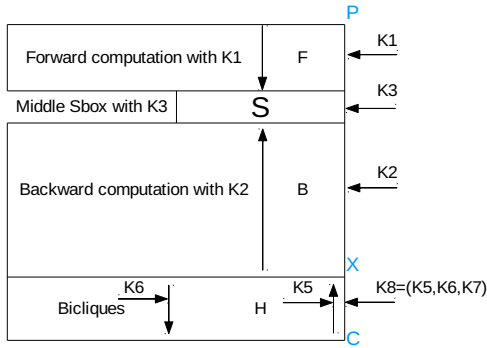 P
Forward computation with K1 F K1
Middle Sbox with K3 S K3
Backward computation with K2 B K2
X
K6 K5 K8=(K5,K6,K7)
Bicliques H
C